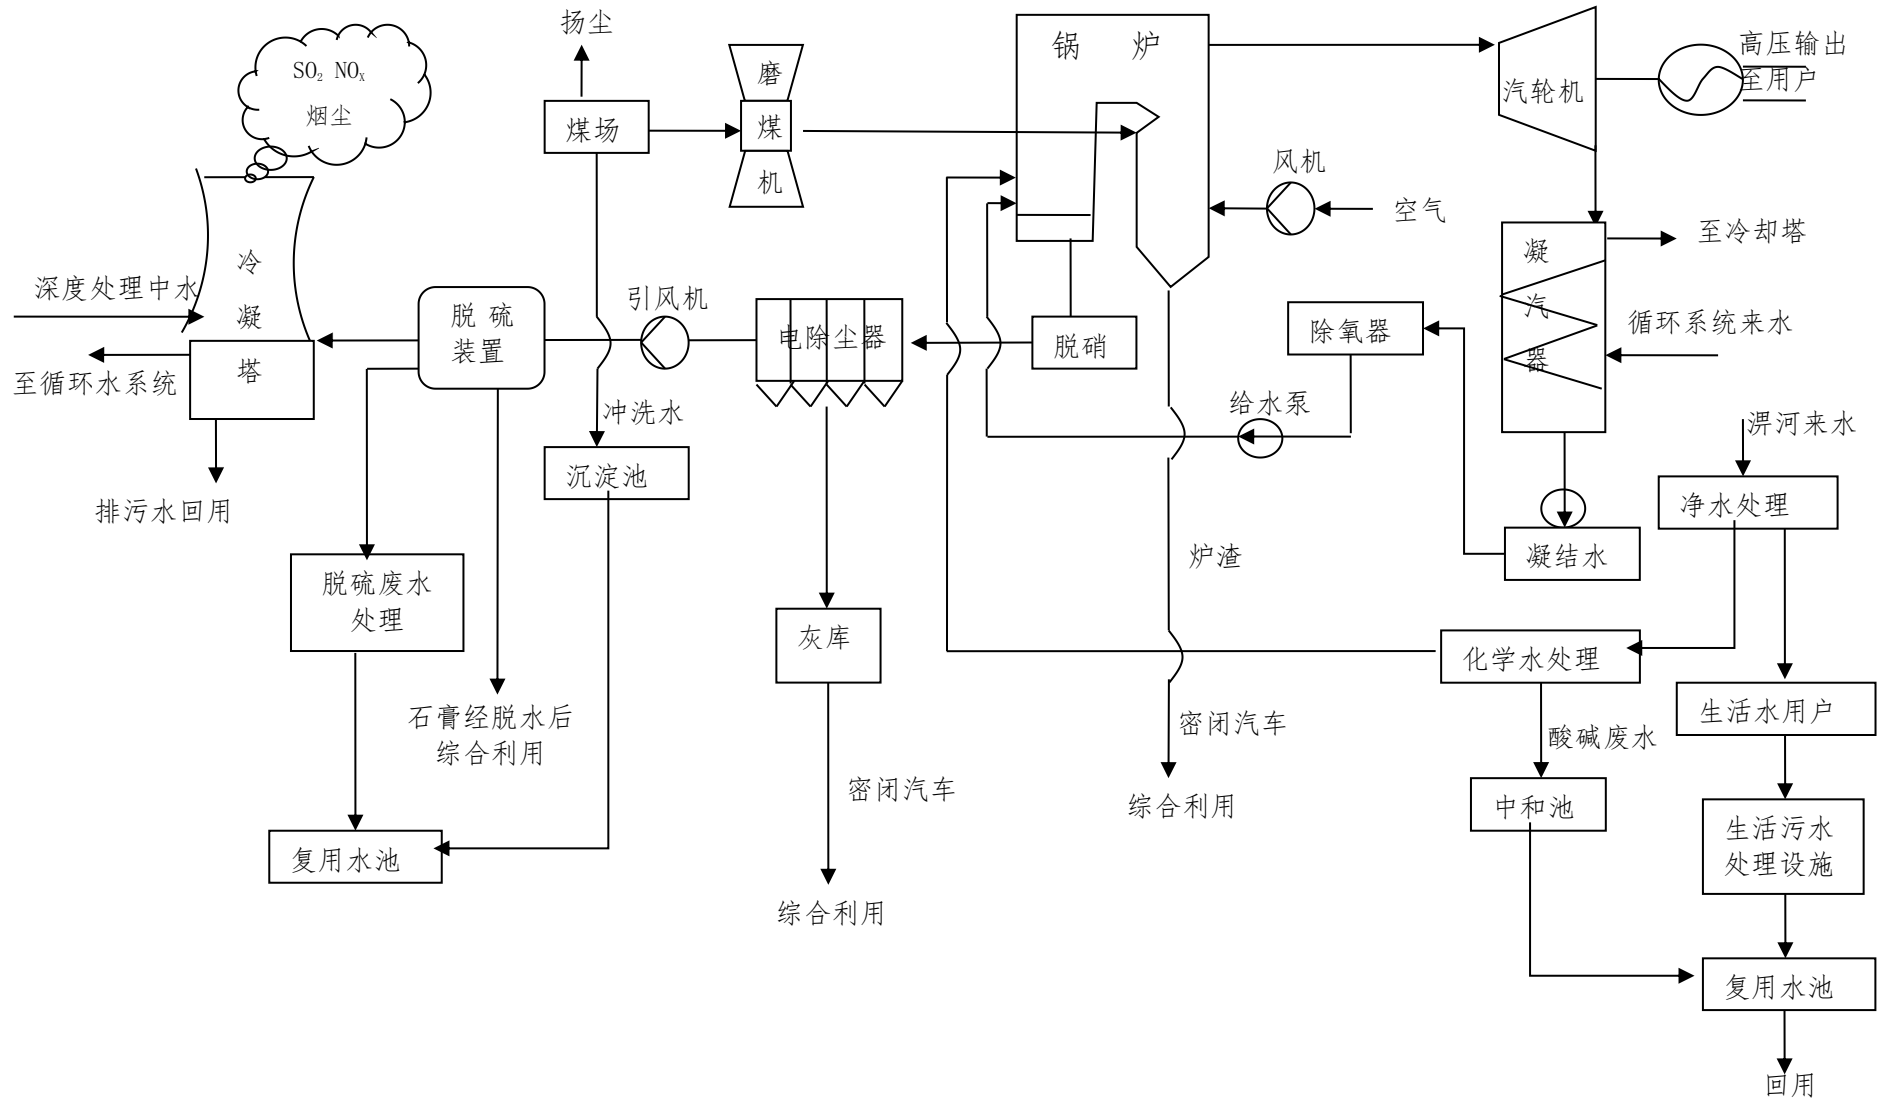 扬尘
SO₂ NOX
烟尘
煤场
磨
煤
机
锅 炉
汽轮机
高压输出
至用户
风机
空气
至冷却塔
凝
汽
器
循环系统来水
冷
凝
塔
深度处理中水
至循环水系统
排污水回用
脱 硫
装置
引风机
电除尘器
脱硝
除氧器
给水泵
冲洗水
沉淀池
淠河来水
净水处理
凝结水
炉渣
脱硫废水
处理
灰库
化学水处理
生活水用户
石膏经脱水后
综合利用
密闭汽车
酸碱废水
密闭汽车
综合利用
中和池
生活污水
处理设施
复用水池
综合利用
复用水池
回用